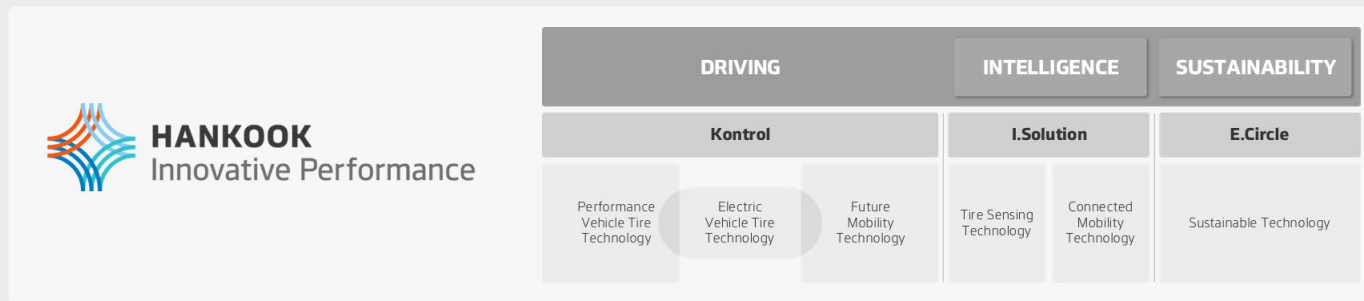 HANKOOK
Innovative Performance
DRIVING
INTELLIGENCE
SUSTAINABILITY
Kontrol
I.Solution
E.Circle
Performance
Vehicle Tire
Technology
Electric
Vehicle Tire
Technology
Future
Mobility
Technology
Tire Sensing
Technology
Connected
Mobility
Technology
Sustainable Technology